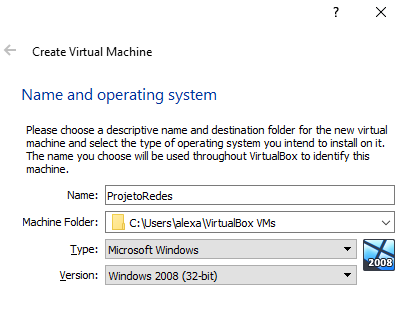 ?
Create Virtual Machine
Name and operating system
Please choose a descriptive name and destination folder for the new virtual
machine and select the type of operating system you intend to install on it.
The name you choose will be used throughout VirtualBox to identify this
machine.
Name: ProjetoRedes
Machine Folder: C:\Users\alexa\VirtualBox VMs
Type: Microsoft Windows
2008
Version: Windows 2008 (32-bit)